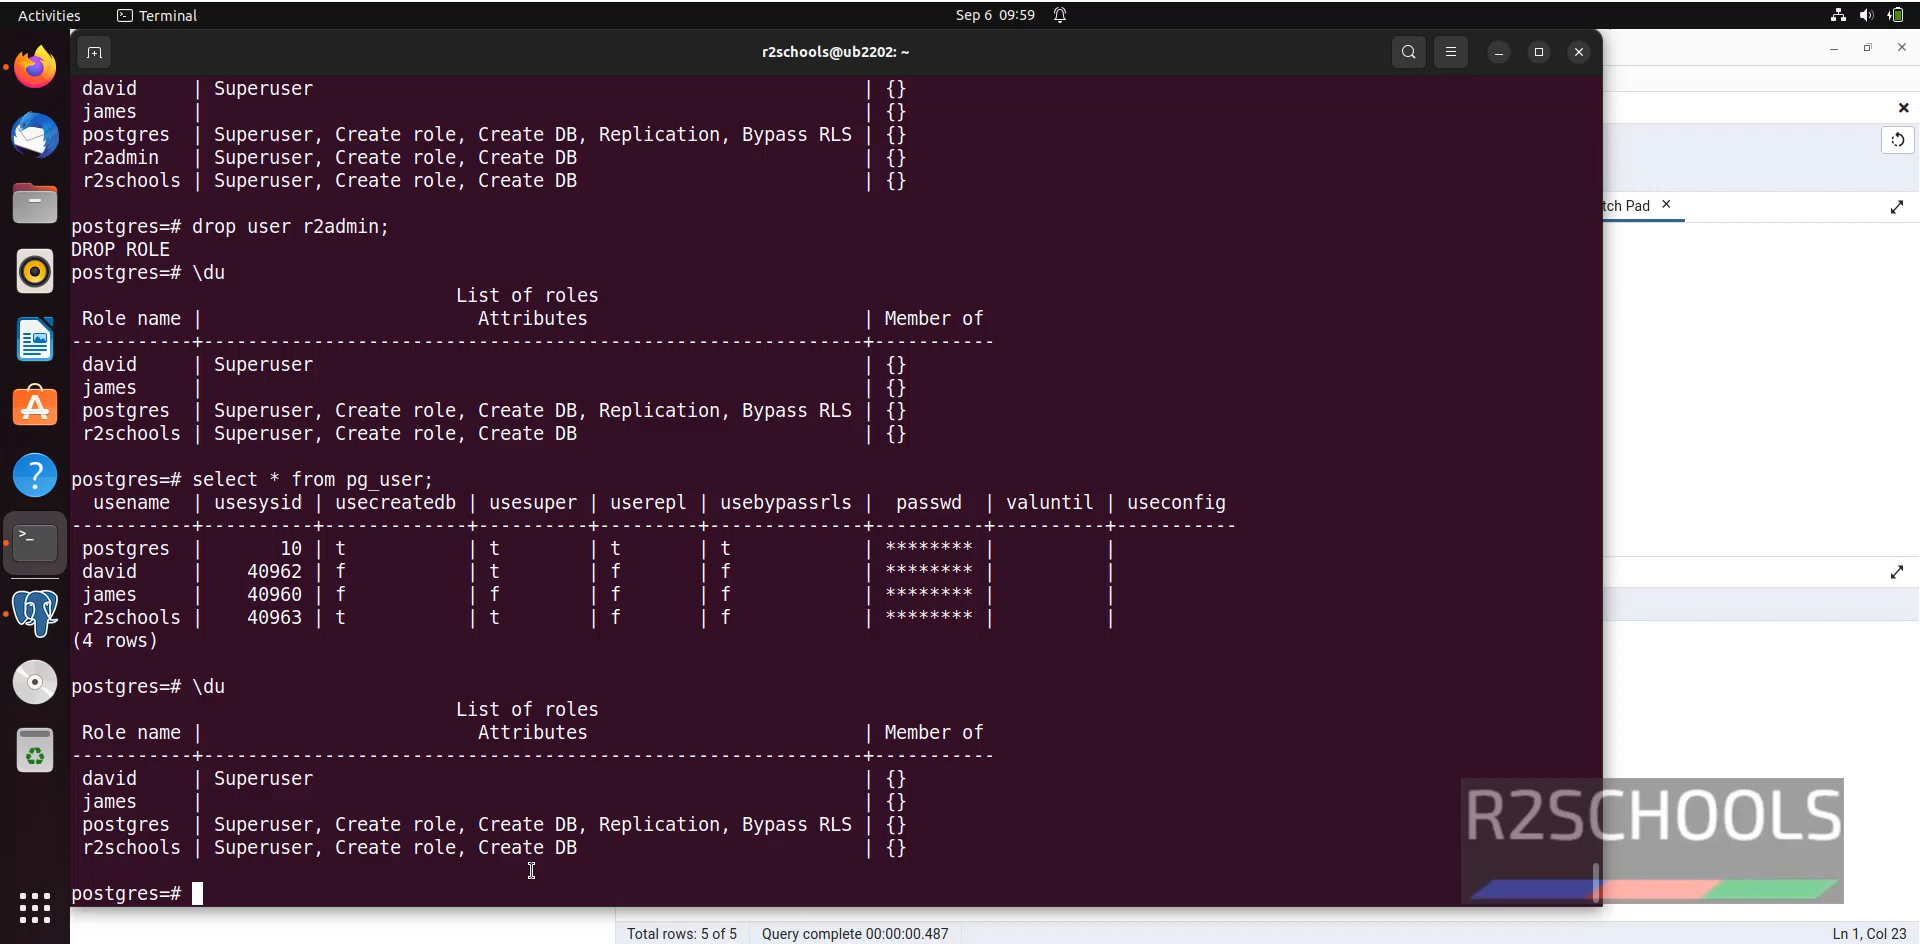 Activities Terminal Sep 6 09:59
r2schools@ub2202: ~
david | Superuser | {}
james | | {}
postgres | Superuser, Create role, Create DB, Replication, Bypass RLS | {}
r2admin | Superuser, Create role, Create DB | {}
r2schools | Superuser, Create role, Create DB | {}
tch Pad
postgres=# drop user r2admin;
DROP ROLE
postgres=# \du
List of roles
Role name | Attributes | Member of
-----------+------------------------------------------------------------+-----------
david | Superuser | {}
james | | {}
postgres | Superuser, Create role, Create DB, Replication, Bypass RLS | {}
r2schools | Superuser, Create role, Create DB | {}
postgres=# select * from pg_user;
usename | usesysid | usecreatedb | usesuper | userepl | usebypassrls | passwd | valuntil | useconfig
-----------+----------+-------------+----------+---------+--------------+----------+----------+-----------
postgres | 10 | t | t | t | t | ******** | |
david | 40962 | f | t | f | f | ******** | |
james | 40960 | f | f | f | f | ******** | |
r2schools | 40963 | t | t | f | f | ******** | |
(4 rows)
postgres=# \du
List of roles
Role name | Attributes | Member of
-----------+------------------------------------------------------------+-----------
david | Superuser | {}
james | | {}
postgres | Superuser, Create role, Create DB, Replication, Bypass RLS | {}
r2schools | Superuser, Create role, Create DB | {}
postgres=#
R2SCHOOLS
Total rows: 5 of 5 Query complete 00:00:00.487 Ln 1, Col 23